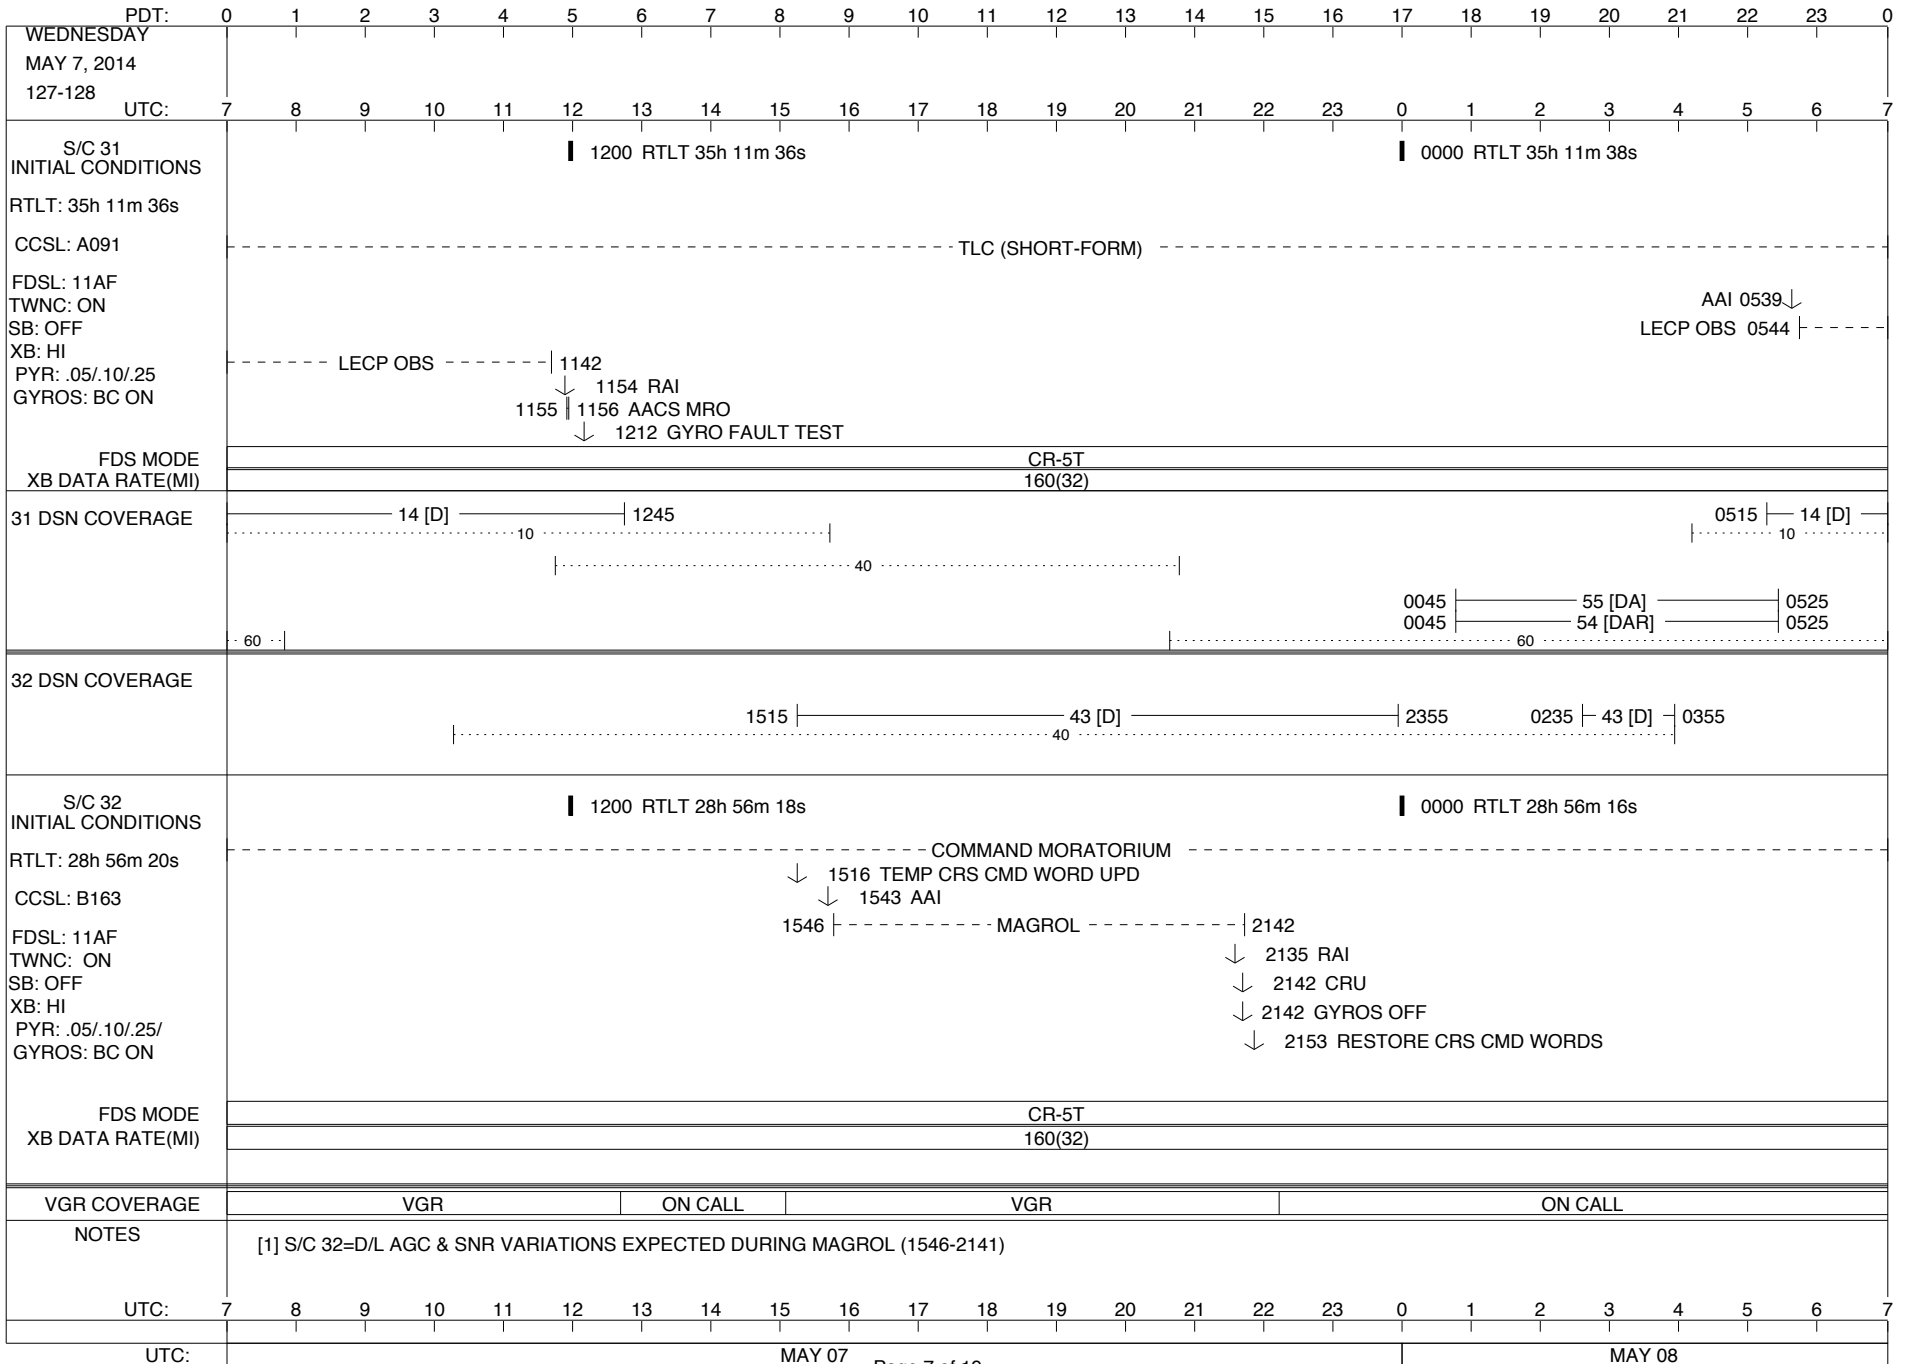 PDT: 0 1 2 3 4 5 6 7 8 9 10 11 12 13 14 15 16 17 18 19 20 21 22 23 0
WEDNESDAY
MAY 7, 2014
127-128
UTC: 7 8 9 10 11 12 13 14 15 16 17 18 19 20 21 22 23 0 1 2 3 4 5 6 7
S/C 31
INITIAL CONDITIONS
1200 RTLT 35h 11m 36s
0000 RTLT 35h 11m 38s
RTLT: 35h 11m 36s
CCSL: A091
TLC (SHORT-FORM)
FDSL: 11AF
TWNC: ON
AAI 0539
SB: OFF
LECP OBS 0544
XB: HI
LECP OBS 1142
PYR: .05/.10/.25
1154 RAI
GYROS: BC ON
1155 1156 AACS MRO
1212 GYRO FAULT TEST
FDS MODE CR-5T
XB DATA RATE(MI) 160(32)
31 DSN COVERAGE
14 [D] 1245
0515 14 [D]
10 10
40
0045 55 [DA] 0525
0045 54 [DAR] 0525
60 60
32 DSN COVERAGE
1515 43 [D] 2355 0235 43 [D] 0355
40
S/C 32
INITIAL CONDITIONS
1200 RTLT 28h 56m 18s
0000 RTLT 28h 56m 16s
RTLT: 28h 56m 20s
COMMAND MORATORIUM
1516 TEMP CRS CMD WORD UPD
CCSL: B163
1543 AAI
1546 MAGROL 2142
FDSL: 11AF
TWNC: ON
2135 RAI
SB: OFF
2142 CRU
XB: HI
2142 GYROS OFF
PYR: .05/.10/.25/
GYROS: BC ON
2153 RESTORE CRS CMD WORDS
FDS MODE CR-5T
XB DATA RATE(MI) 160(32)
VGR COVERAGE VGR ON CALL VGR ON CALL
NOTES
[1] S/C 32=D/L AGC & SNR VARIATIONS EXPECTED DURING MAGROL (1546-2141)
UTC: 7 8 9 10 11 12 13 14 15 16 17 18 19 20 21 22 23 0 1 2 3 4 5 6 7
UTC: MAY 07 MAY 08